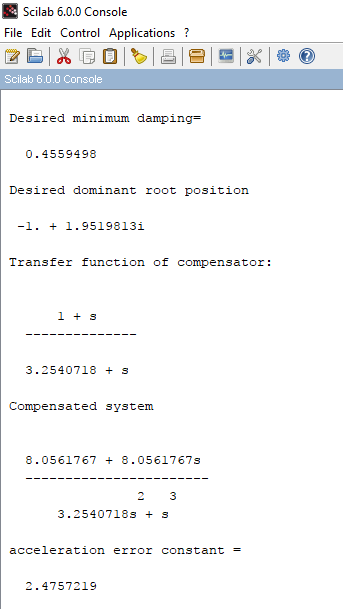 Scilab 6.0.0 Console
File Edit Control Applications ?
Scilab 6.0.0 Console
Desired minimum damping=
0.4559498
Desired dominant root position
-1. + 1.9519813i
Transfer function of compensator:
1 + s
--------------
3.2540718 + s
Compensated system
8.0561767 + 8.0561767s
-----------------------
2 3
3.2540718s + s
acceleration error constant =
2.4757219